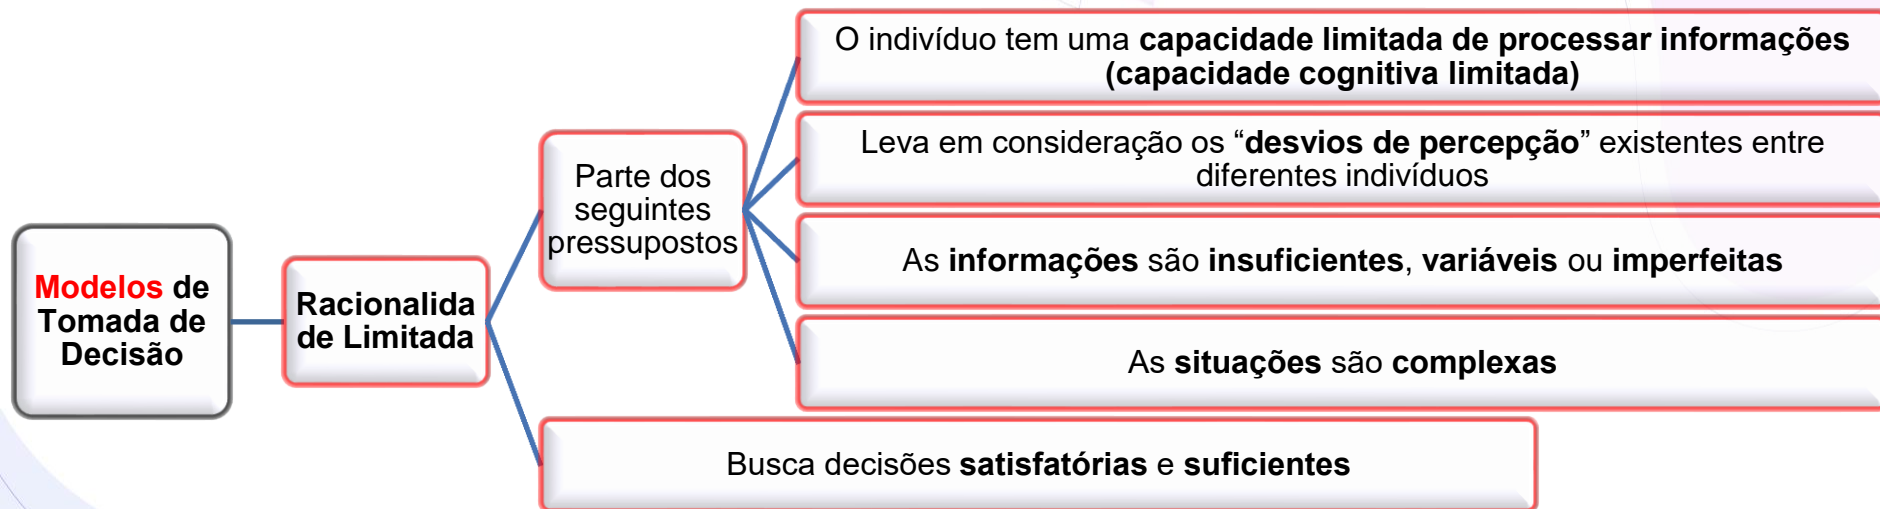 Modelos de
Tomada de
Decisão
Racionalida
de Limitada
Parte dos
seguintes
pressupostos
O indivíduo tem uma capacidade limitada de processar informações
(capacidade cognitiva limitada)
Leva em consideração os “desvios de percepção” existentes entre
diferentes indivíduos
As informações são insuficientes, variáveis ou imperfeitas
As situações são complexas
Busca decisões satisfatórias e suficientes